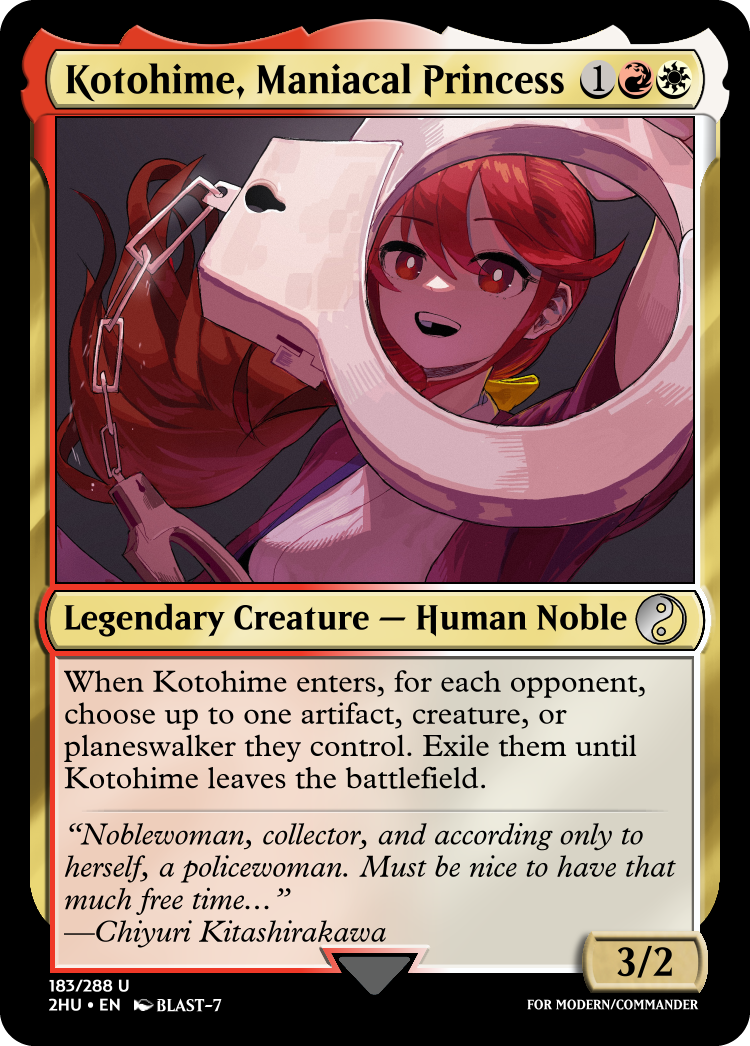 Kotohime, Maniacal Princess 1
Legendary Creature — Human Noble
When Kotohime enters, for each opponent,
choose up to one artifact, creature, or
planeswalker they control. Exile them until
Kotohime leaves the battlefield.
“Noblewoman, collector, and according only to
herself, a policewoman. Must be nice to have that
much free time…”
—Chiyuri Kitashirakawa
3/2
183/288 U
2HU • EN BLAST-7
FOR MODERN/COMMANDER